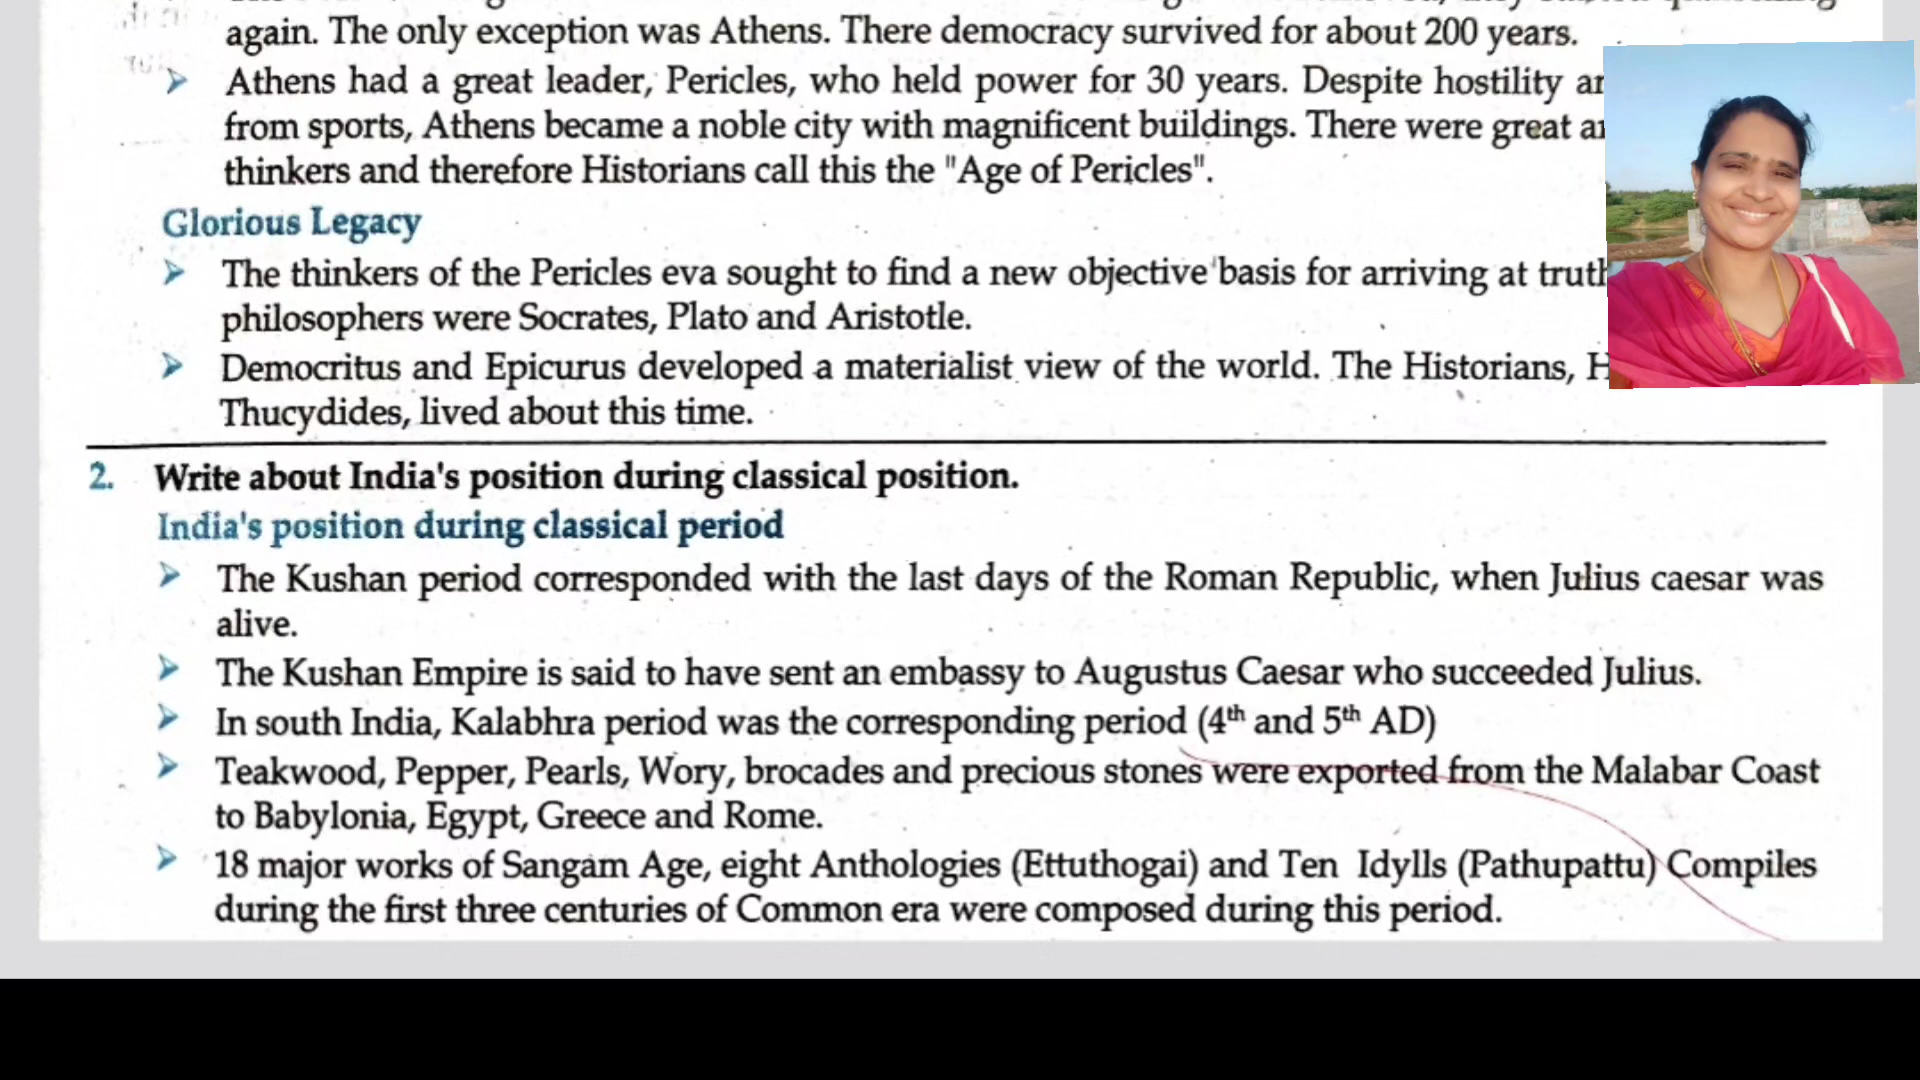 again. The only exception was Athens. There democracy survived for about 200 years.
➢ Athens had a great leader, Pericles, who held power for 30 years. Despite hostility
from sports, Athens became a noble city with magnificent buildings. There were great
thinkers and therefore Historians call this the "Age of Pericles".
Glorious Legacy
➢ The thinkers of the Pericles eva sought to find a new objective basis for arriving at
philosophers were Socrates, Plato and Aristotle.
➢ Democritus and Epicurus developed a materialist view of the world. The Historians,
Thucydides, lived about this time.
2. Write about India's position during classical position.
India's position during classical period
➢ The Kushan period corresponded with the last days of the Roman Republic, when Julius caesar was
alive.
➢ The Kushan Empire is said to have sent an embassy to Augustus Caesar who succeeded Julius.
➢ In south India, Kalabhra period was the corresponding period (4th and 5th AD)
➢ Teakwood, Pepper, Pearls, Wory, brocades and precious stones were exported from the Malabar Coast
to Babylonia, Egypt, Greece and Rome.
➢ 18 major works of Sangam Age, eight Anthologies (Ettuthogai) and Ten Idylls (Pathupattu) Compiles
during the first three centuries of Common era were composed during this period.